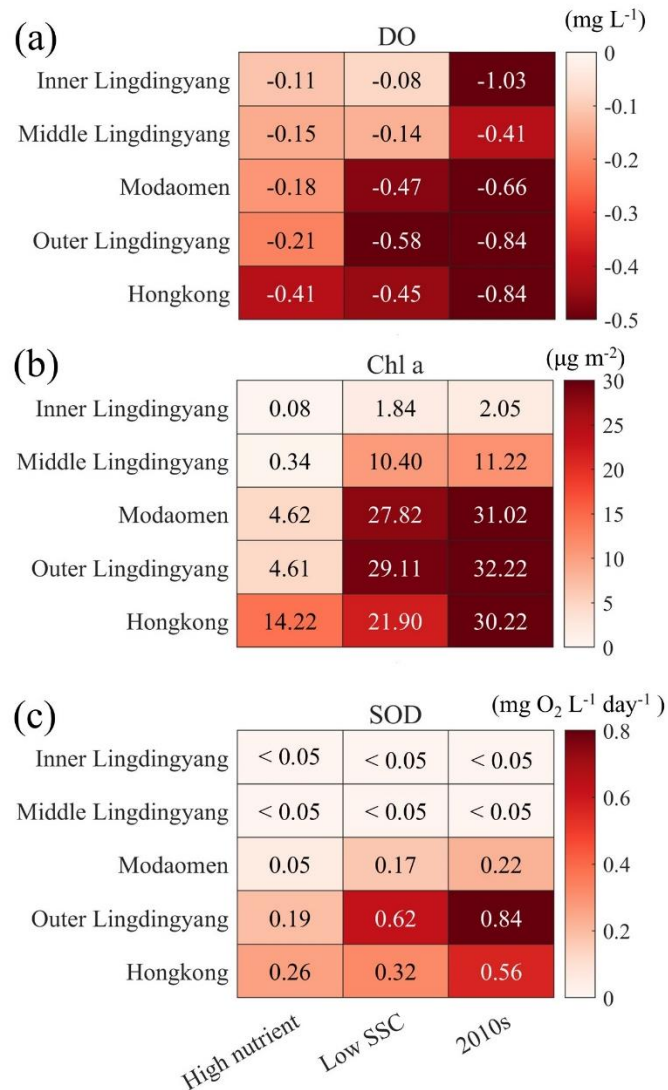 (a)
DO
(mg L⁻¹)
Inner Lingdingyang -0.11 -0.08 -1.03
Middle Lingdingyang -0.15 -0.14 -0.41
Modaomen -0.18 -0.47 -0.66
Outer Lingdingyang -0.21 -0.58 -0.84
Hongkong -0.41 -0.45 -0.84
0
-0.1
-0.2
-0.3
-0.4
-0.5
(b)
Chl a
(μg m⁻²)
Inner Lingdingyang 0.08 1.84 2.05
Middle Lingdingyang 0.34 10.40 11.22
Modaomen 4.62 27.82 31.02
Outer Lingdingyang 4.61 29.11 32.22
Hongkong 14.22 21.90 30.22
30
25
20
15
10
5
0
(c)
SOD
(mg O₂ L⁻¹ day⁻¹ )
Inner Lingdingyang < 0.05 < 0.05 < 0.05
Middle Lingdingyang < 0.05 < 0.05 < 0.05
Modaomen 0.05 0.17 0.22
Outer Lingdingyang 0.19 0.62 0.84
Hongkong 0.26 0.32 0.56
0.8
0.6
0.4
0.2
0
High nutrient Low SSC 2010s